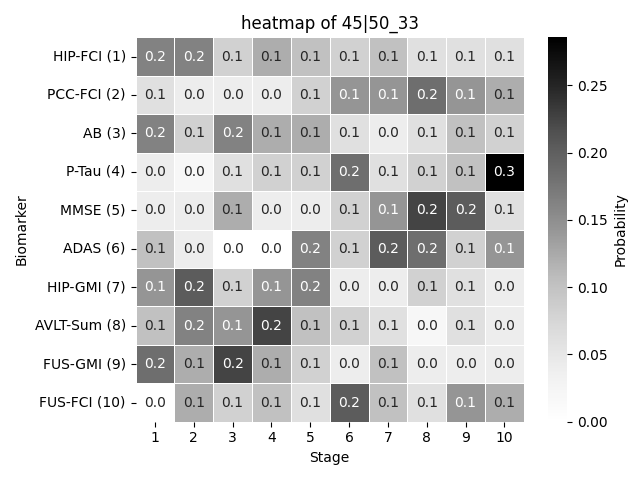 heatmap of 45|50_33
HIP-FCI (1) 0.2 0.2 0.1 0.1 0.1 0.1 0.1 0.1 0.1 0.1
PCC-FCI (2) 0.1 0.0 0.0 0.0 0.1 0.1 0.1 0.2 0.1 0.1
AB (3) 0.2 0.1 0.2 0.1 0.1 0.1 0.0 0.1 0.1 0.1
P-Tau (4) 0.0 0.0 0.1 0.1 0.1 0.2 0.1 0.1 0.1 0.3
MMSE (5) 0.0 0.0 0.1 0.0 0.0 0.1 0.1 0.2 0.2 0.1
ADAS (6) 0.1 0.0 0.0 0.0 0.2 0.1 0.2 0.2 0.1 0.1
HIP-GMI (7) 0.1 0.2 0.1 0.1 0.2 0.0 0.0 0.1 0.1 0.0
AVLT-Sum (8) 0.1 0.2 0.1 0.2 0.1 0.1 0.1 0.0 0.1 0.0
FUS-GMI (9) 0.2 0.1 0.2 0.1 0.1 0.0 0.1 0.0 0.0 0.0
FUS-FCI (10) 0.0 0.1 0.1 0.1 0.1 0.2 0.1 0.1 0.1 0.1
1 2 3 4 5 6 7 8 9 10
Stage
Biomarker
0.25
0.20
0.15
0.10
0.05
0.00
Probability